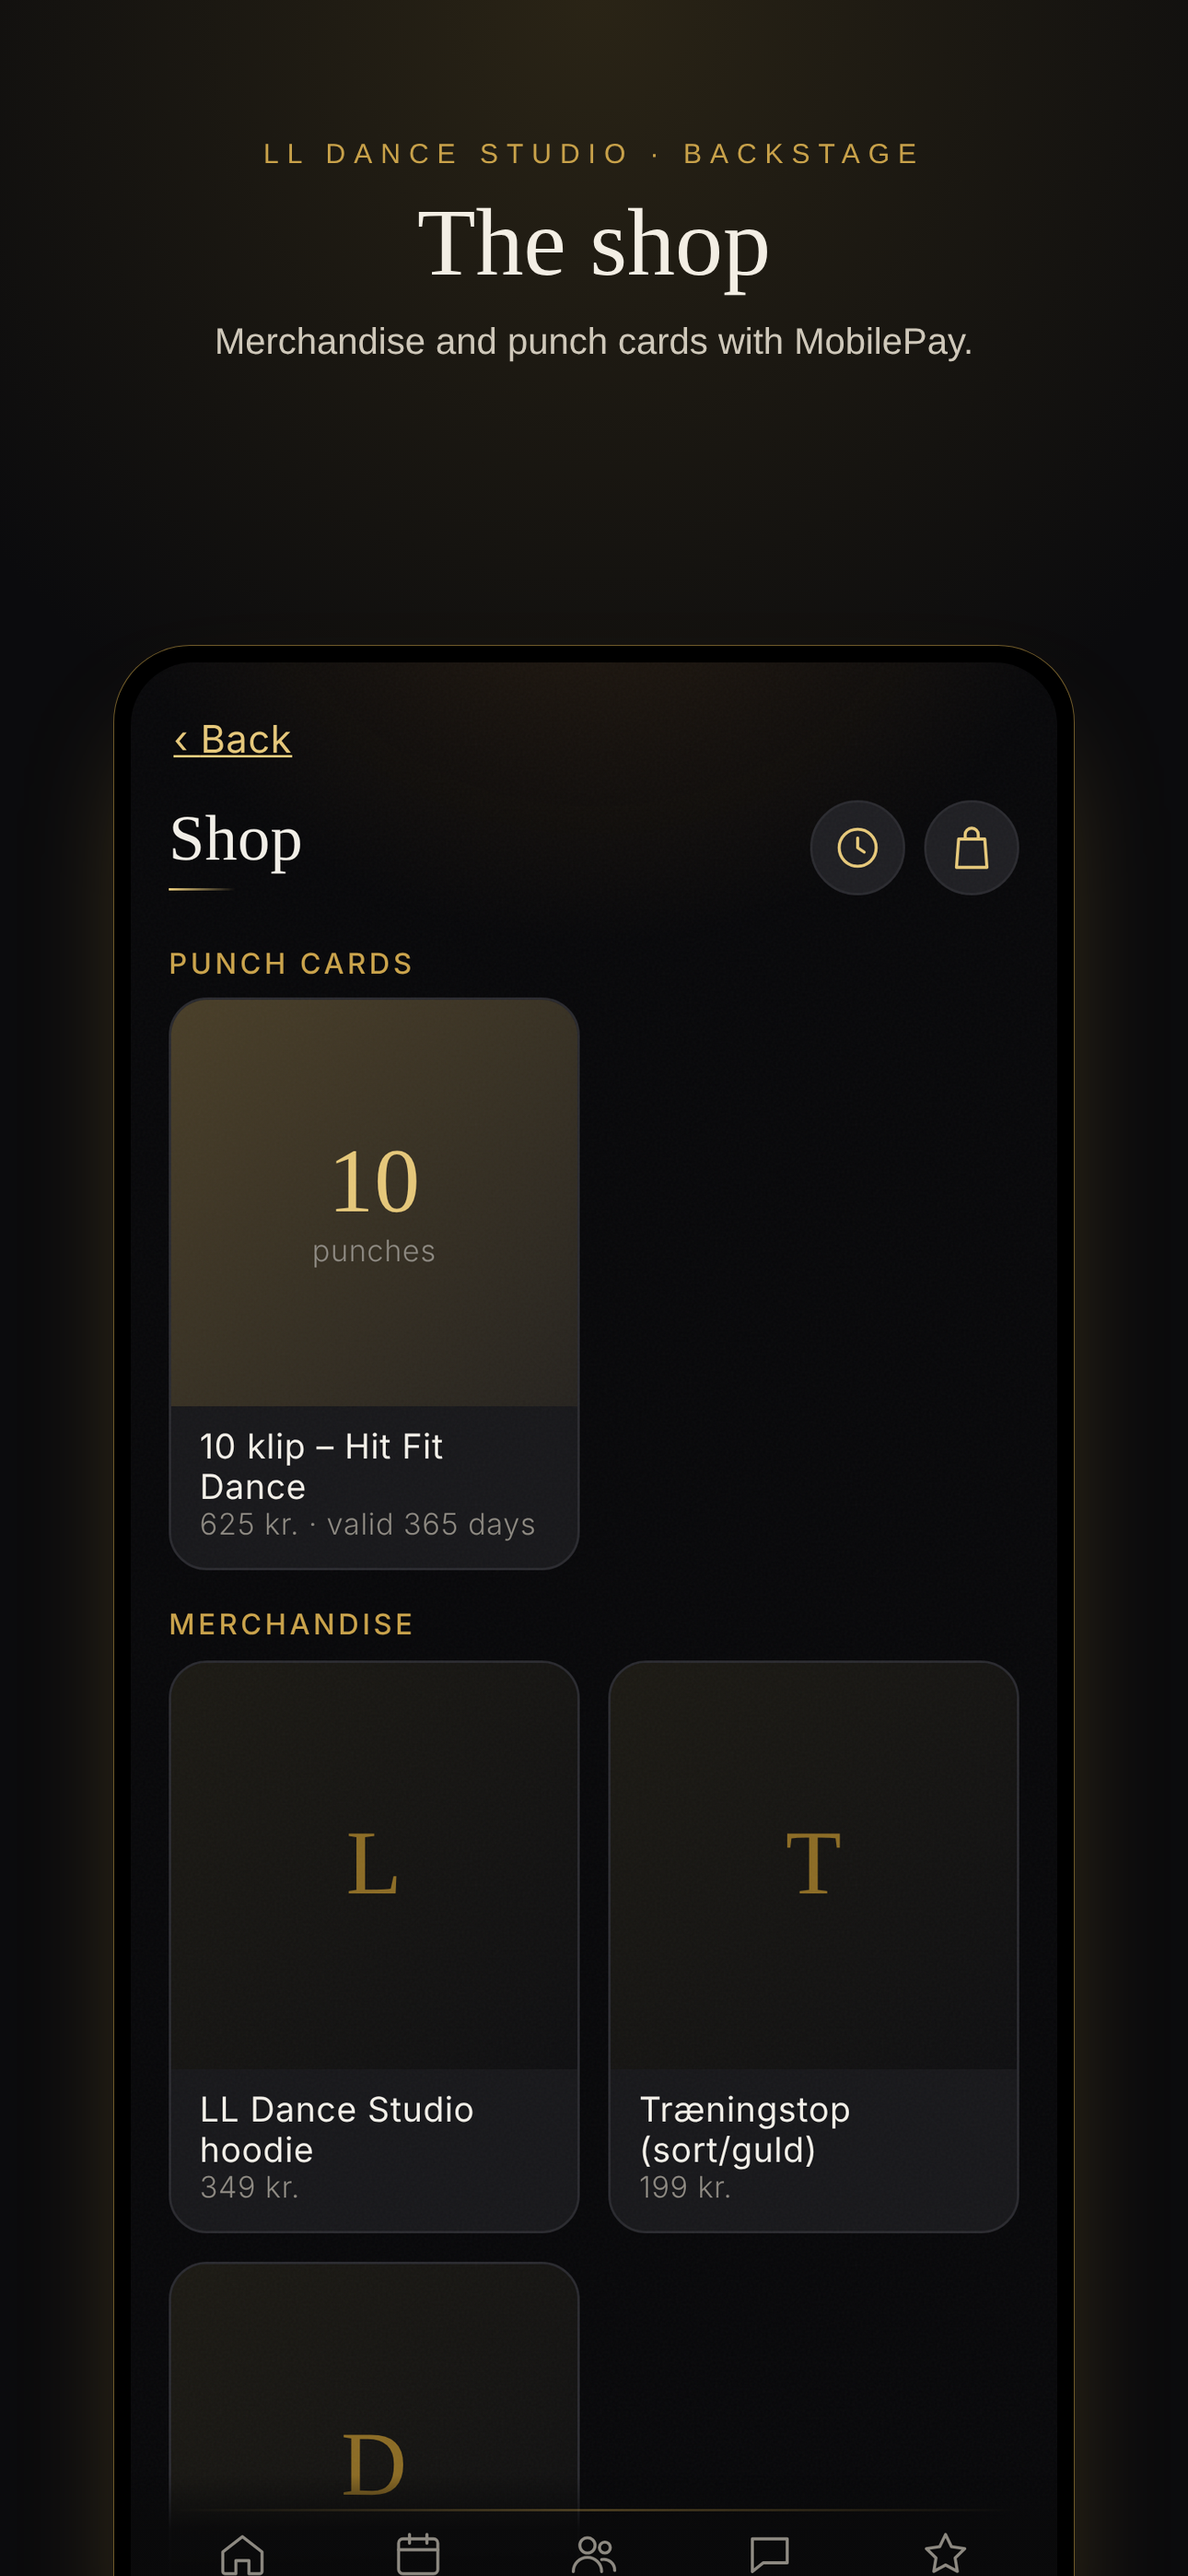 LL DANCE STUDIO · BACKSTAGE
The shop
Merchandise and punch cards with MobilePay.
‹ Back
Shop
PUNCH CARDS
10
punches
10 klip – Hit Fit
Dance
625 kr. · valid 365 days
MERCHANDISE
L
T
LL Dance Studio
hoodie
349 kr.
Træningstop
(sort/guld)
199 kr.
D